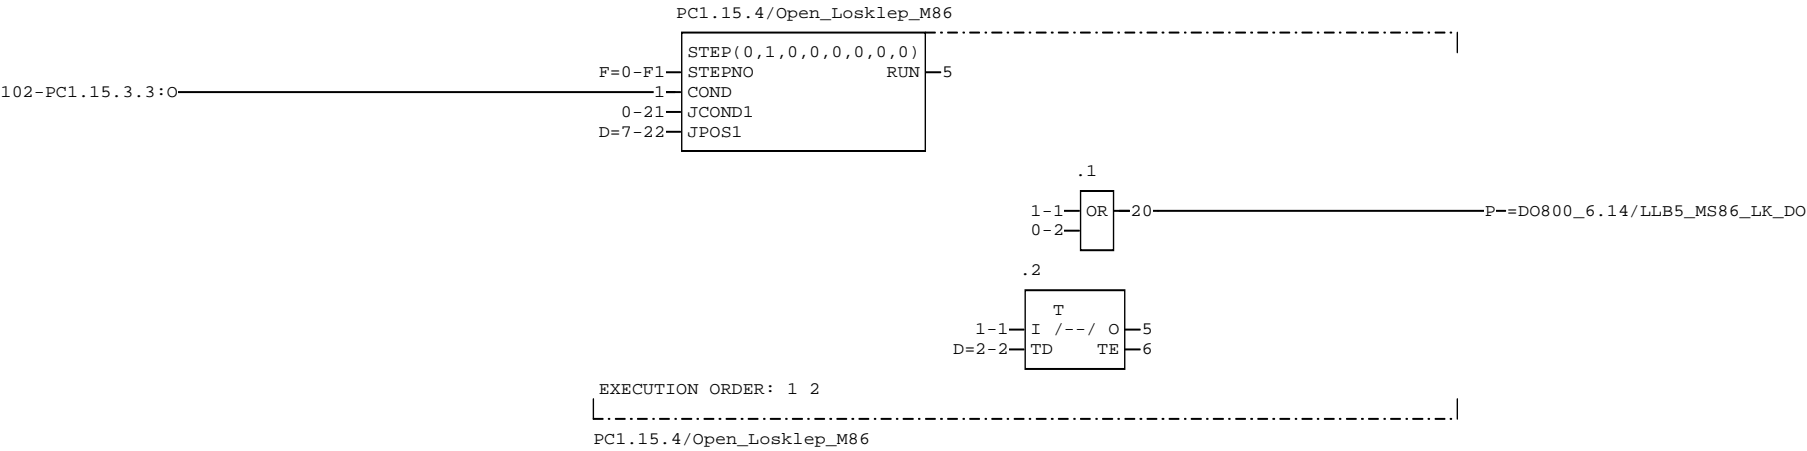 PC1.15.4/Open_Losklep_M86
STEP(0,1,0,0,0,0,0,0)
F=0-F1 STEPNO RUN 5
102-PC1.15.3.3:O 1 COND
0-21 JCOND1
D=7-22 JPOS1
.1
1-1 OR 20 P-=DO800_6.14/LLB5_MS86_LK_DO
0-2
.2
T
1-1 I /--/ O 5
D=2-2 TD TE 6
EXECUTION ORDER: 1 2
PC1.15.4/Open_Losklep_M86